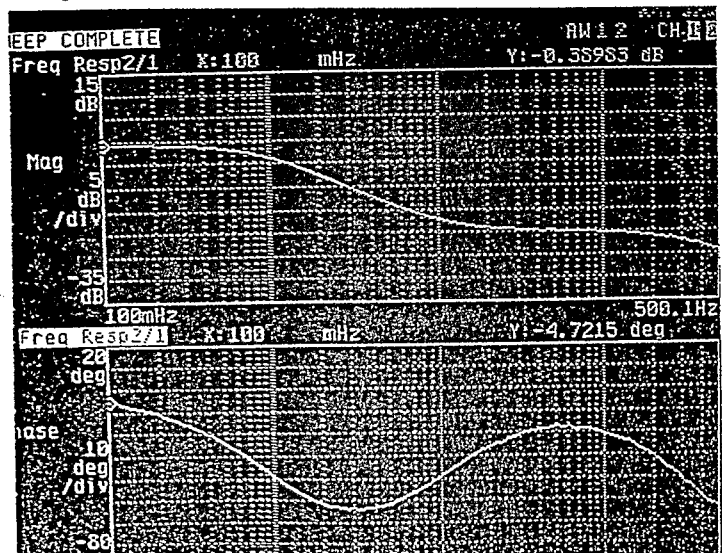 EEP COMPLETE
AW 1 2 CH
Freq Resp2/1 X:100 mHz Y:-0.38983 dB
15
dB
Mag
5
dB
/div
-35
dB
100mHz 500.1Hz
Freq Resp2/1 X:100 mHz Y:-4.7215 deg
20
deg
hase
10
deg
/div
-80